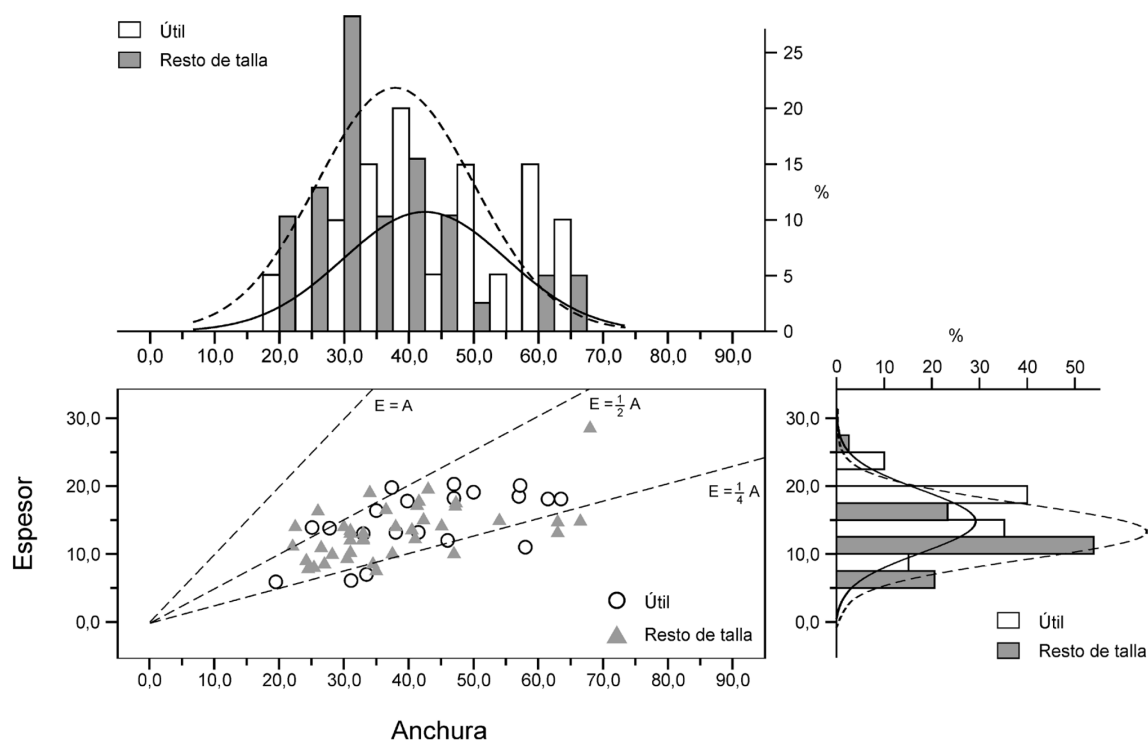 Útil
Resto de talla
25
20
15
%
10
5
0
0,0 10,0 20,0 30,0 40,0 50,0 60,0 70,0 80,0 90,0
%
0 10 20 30 40 50
E = A
E = 1/2 A
E = 1/4 A
30,0
20,0
10,0
0,0
Espesor
Útil
Resto de talla
0,0 10,0 20,0 30,0 40,0 50,0 60,0 70,0 80,0 90,0
Anchura
30,0
20,0
10,0
0,0
Útil
Resto de talla